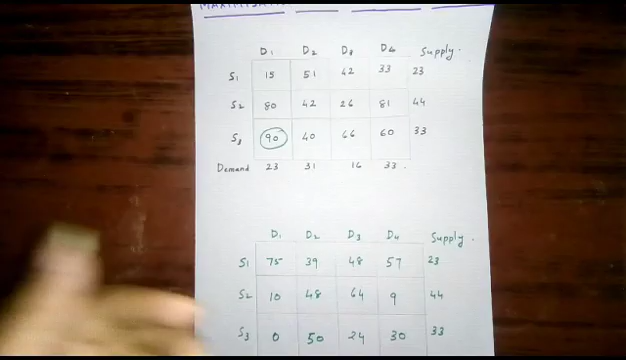 D1 D2 D3 D4 Supply.
S1 15 51 42 33 23
S2 80 42 26 81 44
S3 90 40 66 60 33
Demand 23 31 16 33.
D1 D2 D3 D4 Supply.
S1 75 39 48 57 23
S2 10 48 64 9 44
S3 0 50 24 30 33